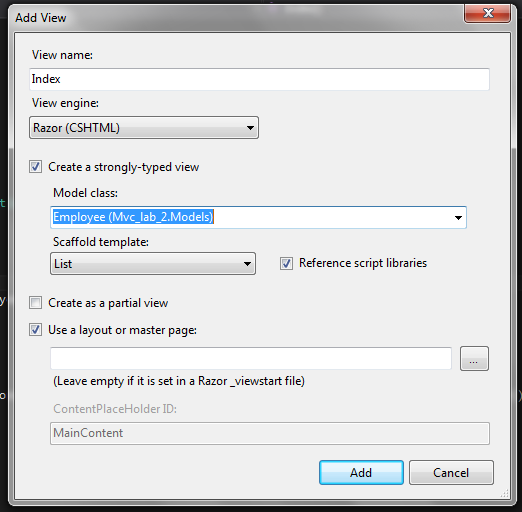 Add View
View name:
Index
View engine:
Razor (CSHTML)
Create a strongly-typed view
Model class:
Employee (Mvc_lab_2.Models)
Scaffold template:
List
Reference script libraries
Create as a partial view
Use a layout or master page:
...
(Leave empty if it is set in a Razor _viewstart file)
ContentPlaceHolder ID:
MainContent
Add
Cancel